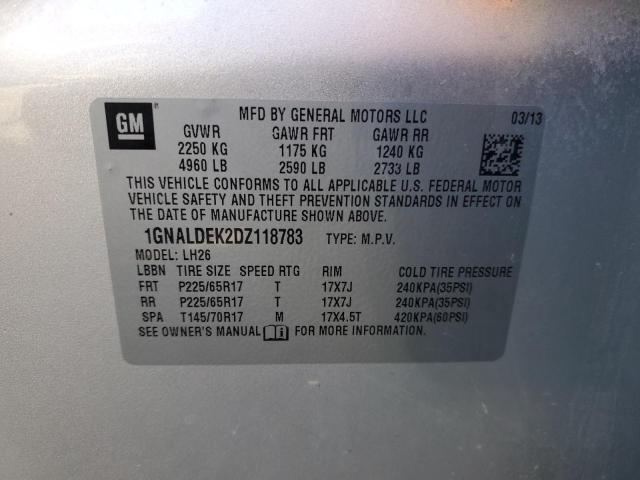 GM
MFD BY GENERAL MOTORS LLC 03/13
GVWR GAWR FRT GAWR RR
2250 KG 1175 KG 1240 KG
4960 LB 2590 LB 2733 LB
THIS VEHICLE CONFORMS TO ALL APPLICABLE U.S. FEDERAL MOTOR
VEHICLE SAFETY AND THEFT PREVENTION STANDARDS IN EFFECT ON
THE DATE OF MANUFACTURE SHOWN ABOVE.
1GNALDEK2DZ118783 TYPE: M.P.V.
MODEL: LH26
LBBN TIRE SIZE SPEED RTG RIM COLD TIRE PRESSURE
FRT P225/65R17 T 17X7J 240KPA(35PSI)
RR P225/65R17 T 17X7J 240KPA(35PSI)
SPA T145/70R17 M 17X4.5T 420KPA(60PSI)
SEE OWNER'S MANUAL FOR MORE INFORMATION.